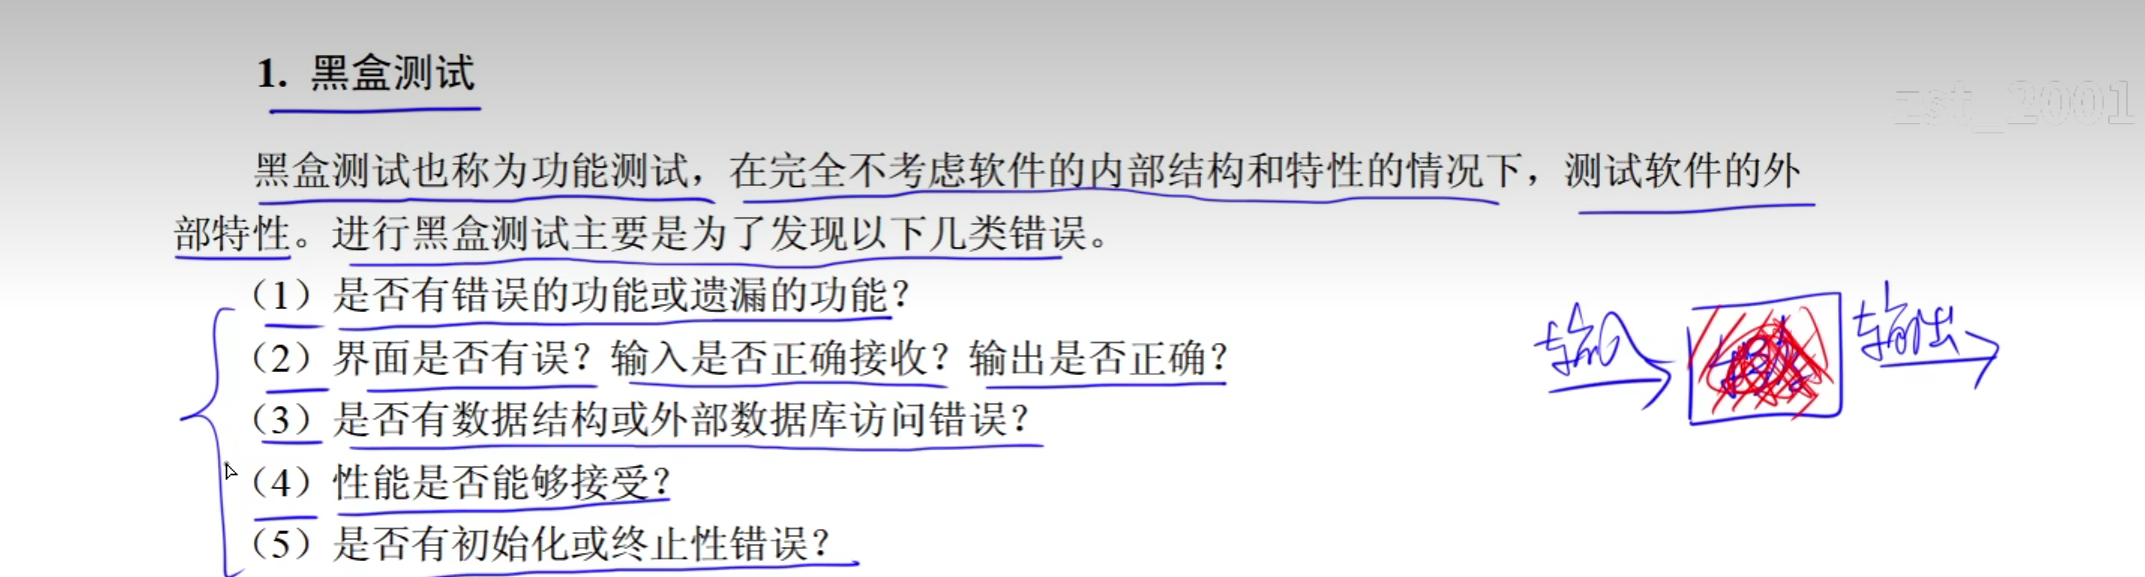 1. 黑盒测试
zst_2001
黑盒测试也称为功能测试，在完全不考虑软件的内部结构和特性的情况下，测试软件的外
部特性。进行黑盒测试主要是为了发现以下几类错误。
（1）是否有错误的功能或遗漏的功能？
（2）界面是否有误？输入是否正确接收？输出是否正确？
（3）是否有数据结构或外部数据库访问错误？
（4）性能是否能够接受？
（5）是否有初始化或终止性错误？
输入
输出